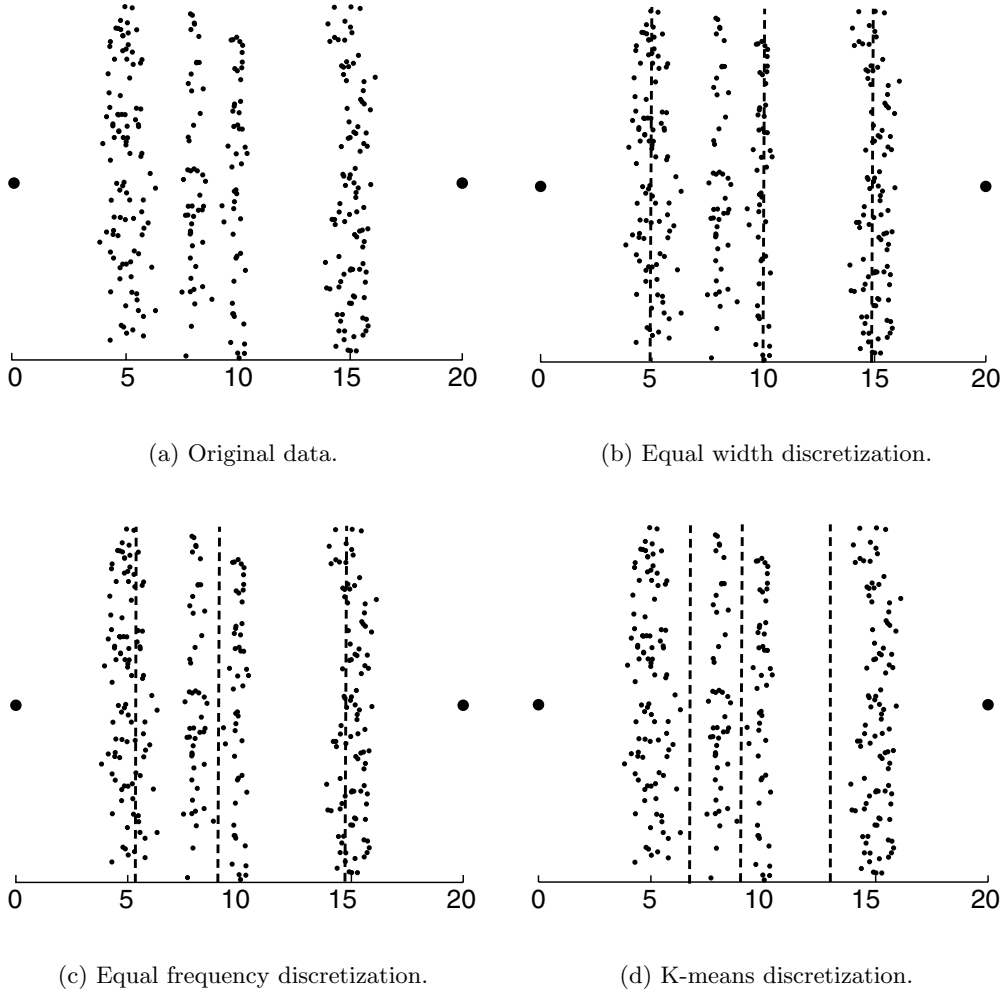 0 5 10 15 20
0 5 10 15 20
(a) Original data.
(b) Equal width discretization.
0 5 10 15 20
0 5 10 15 20
(c) Equal frequency discretization.
(d) K-means discretization.